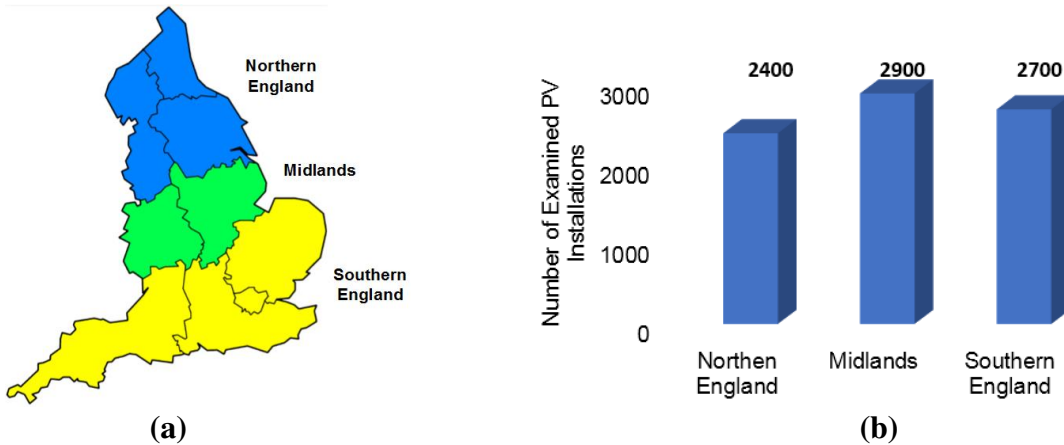 Northern
England
Midlands
Southern
England
(a)
Number of Examined PV
Installations
3000
2000
1000
0
2400
2900
2700
Northen
England
Midlands
Southern
England
(b)